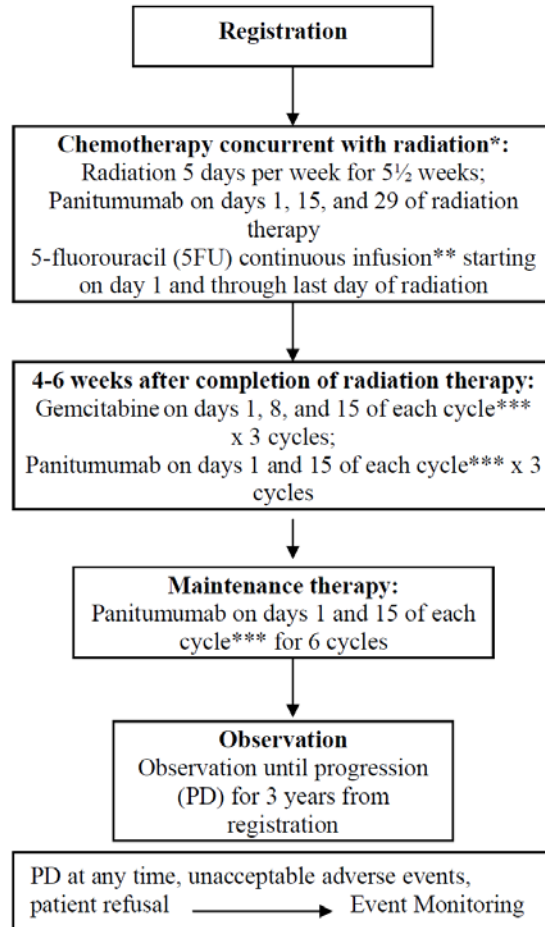 Registration
Chemotherapy concurrent with radiation*:
Radiation 5 days per week for 5½ weeks;
Panitumumab on days 1, 15, and 29 of radiation
therapy
5-fluorouracil (5FU) continuous infusion** starting
on day 1 and through last day of radiation
4-6 weeks after completion of radiation therapy:
Gemcitabine on days 1, 8, and 15 of each cycle***
x 3 cycles;
Panitumumab on days 1 and 15 of each cycle*** x 3
cycles
Maintenance therapy:
Panitumumab on days 1 and 15 of each
cycle*** for 6 cycles
Observation
Observation until progression
(PD) for 3 years from
registration
PD at any time, unacceptable adverse events,
patient refusal Event Monitoring